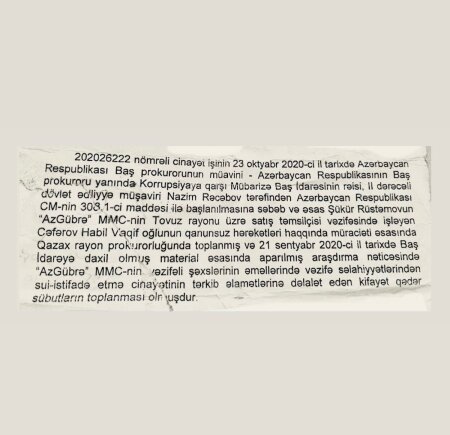 202026222 nömrəli cinayət işinin 23 oktyabr 2020-ci il tarixdə Azərbaycan
Respublikası Baş prokurorunun müavini - Azərbaycan Respublikasının Baş
prokuroru yanında Korrupsiyaya qarşı Mübarizə Baş İdarəsinin rəisi, II dərəcəli
dövlət ədliyyə müşaviri Nazim Rəcəbov tərəfindən Azərbaycan Respublikası
CM-nin 308.1-ci maddəsi ilə başlanılmasına səbəb və əsas Şükür Rüstəmovun
"AzGübrə" MMC-nin Tovuz rayonu üzrə satış təmsilçisi vəzifəsində işləyən
Cəfərov Habil Vaqif oğlunun qanunsuz hərəkətləri haqqında müraciəti əsasında
Qazax rayon prokurorluğunda toplanmış və 21 sentyabr 2020-ci il tarixdə Baş
İdarəyə daxil olmuş material əsasında aparılmış araşdırma nəticəsində
"AzGübrə" MMC-nin vəzifəli şəxslərinin əməllərində vəzifə səlahiyyətlərindən
sui-istifadə etmə cinayətinin tərkib əlamətlərinə dəlalət edən kifayət qədər
sübutların toplanması olmuşdur.